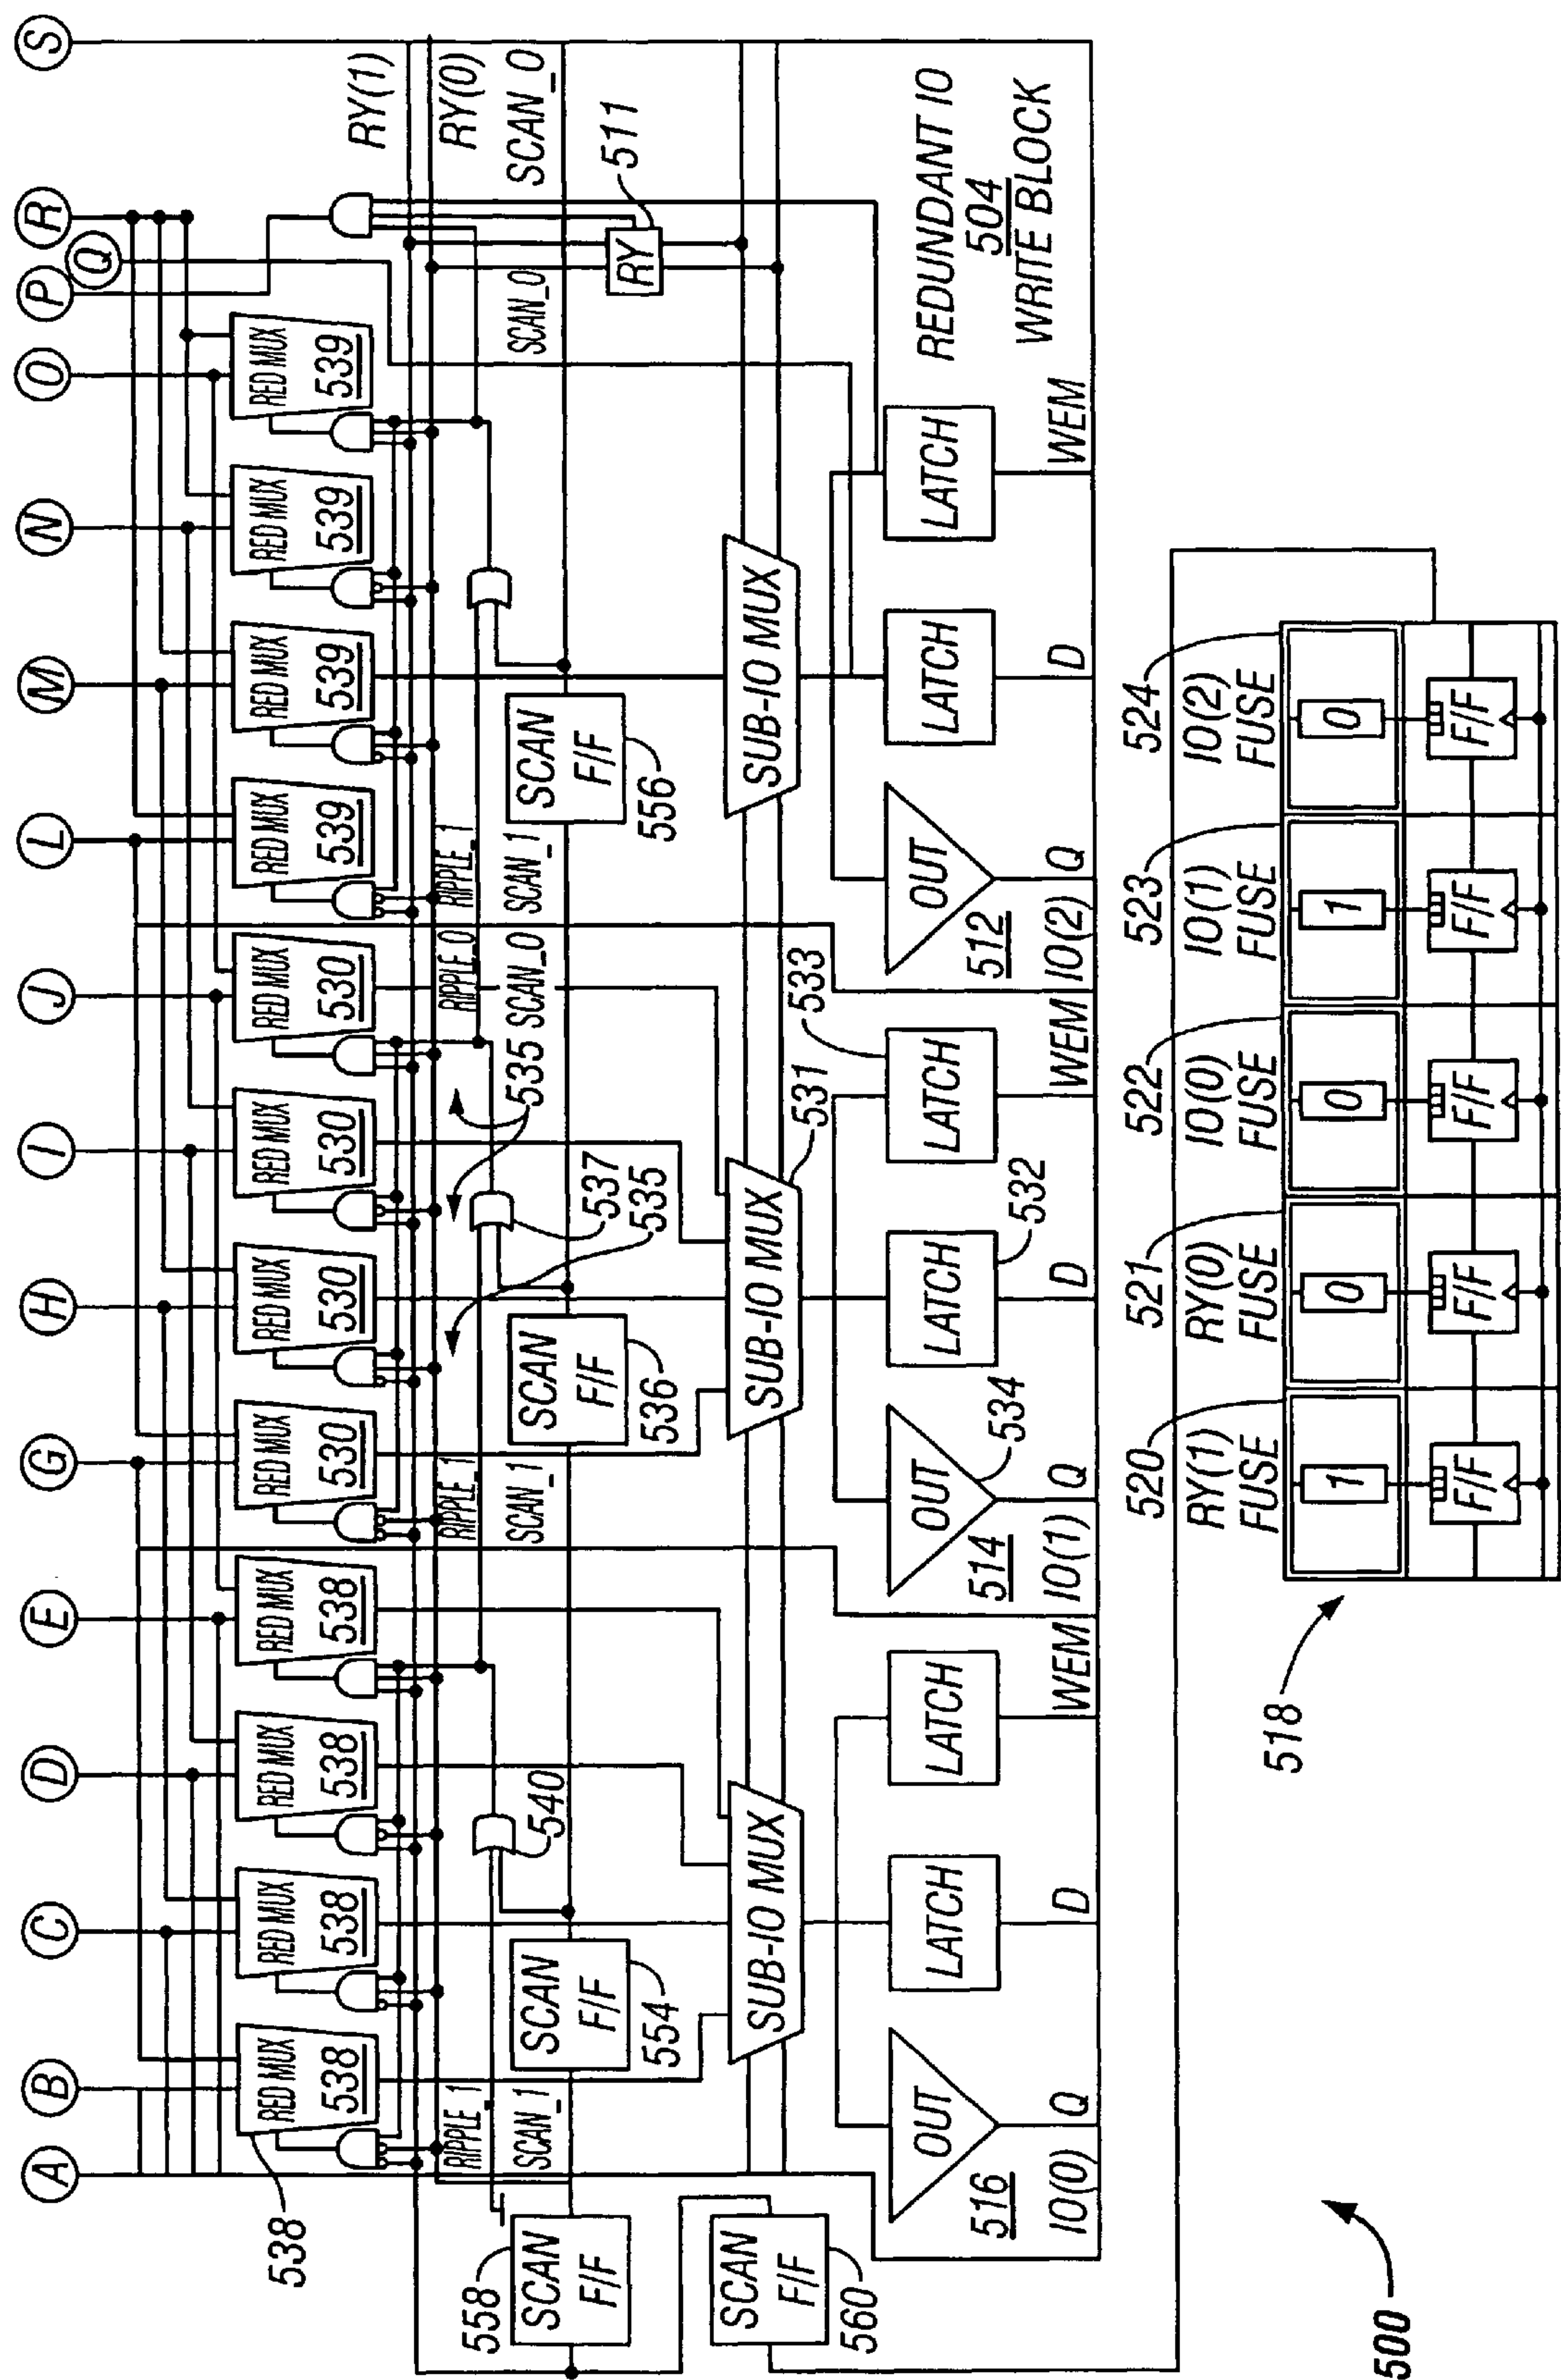 A
B
C
D
E
G
H
I
J
L
M
N
O
P
Q
R
S
538
RED MUX
538
RED MUX
538
RED MUX
538
RED MUX
538
RED MUX
530
RED MUX
530
RED MUX
530
RED MUX
530
RED MUX
539
RED MUX
539
RED MUX
539
RED MUX
539
RY(1)
RY(0)
SCAN_0
RIPPLE_1
SCAN_1
540
RIPPLE_1
SCAN_1
535
537
535
RIPPLE_0
SCAN_0
RIPPLE_1
SCAN_1
SCAN_0
RY
511
558
SCAN
F/F
SCAN
F/F
554
SCAN
F/F
536
SCAN
F/F
556
SCAN
F/F
560
SUB-IO MUX
SUB-IO MUX
531
SUB-IO MUX
OUT
516
LATCH
LATCH
OUT
534
514
LATCH
532
LATCH
533
OUT
512
LATCH
LATCH
REDUNDANT IO
504
WRITE BLOCK
IO(0)
Q
D
WEM
IO(1)
Q
D
WEM
IO(2)
Q
D
WEM
520
521
522
523
524
RY(1)
FUSE
RY(0)
FUSE
IO(0)
FUSE
IO(1)
FUSE
IO(2)
FUSE
1
0
0
1
0
F/F
F/F
F/F
F/F
F/F
518
500